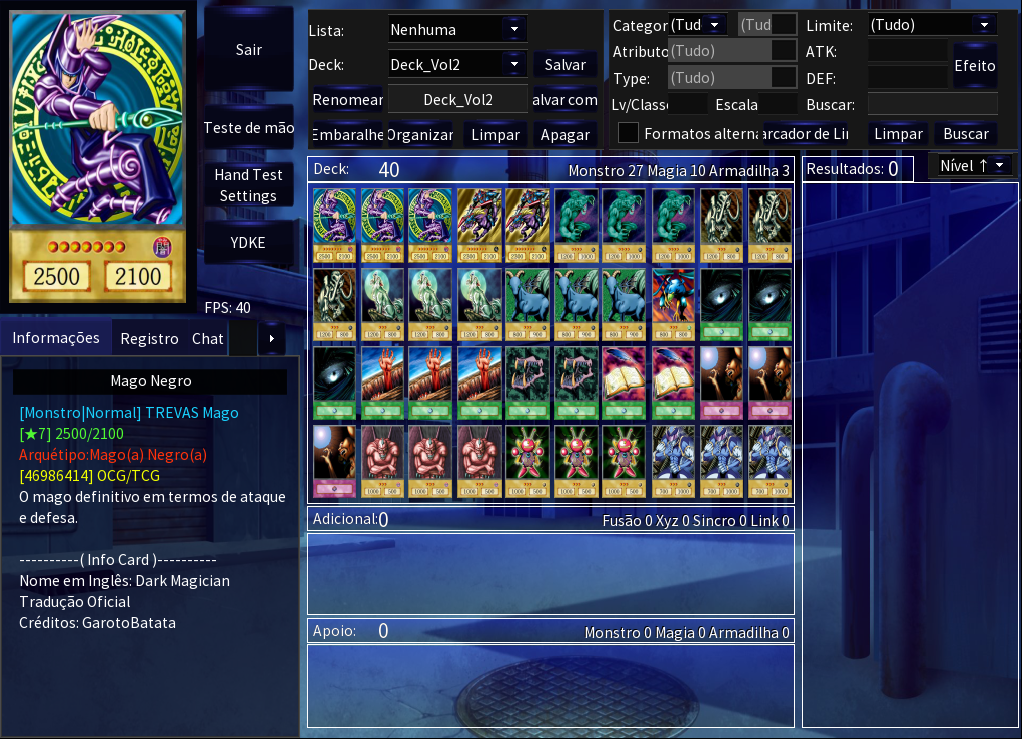 2500 2100
Sair
Teste de mão
Hand Test
Settings
YDKE
FPS: 40
Lista: Nenhuma
Deck: Deck_Vol2 Salvar
Renomear Deck_Vol2 alvar com
Embaralhe Organizar Limpar Apagar
Categor (Tud (Tud Limite: (Tudo)
Atributo (Tudo) ATK: Efeito
Type: (Tudo) DEF:
Lv/Classe Escala Buscar:
Formatos alterna arcador de Lin Limpar Buscar
Deck: 40 Monstro 27 Magia 10 Armadilha 3
Resultados: 0 Nível ↑
Informações Registro Chat
Mago Negro
[Monstro|Normal] TREVAS Mago
[★7] 2500/2100
Arquétipo:Mago(a) Negro(a)
[46986414] OCG/TCG
O mago definitivo em termos de ataque
e defesa.
----------( Info Card )----------
Nome em Inglês: Dark Magician
Tradução Oficial
Créditos: GarotoBatata
Adicional:0 Fusão 0 Xyz 0 Sincro 0 Link 0
Apoio: 0 Monstro 0 Magia 0 Armadilha 0